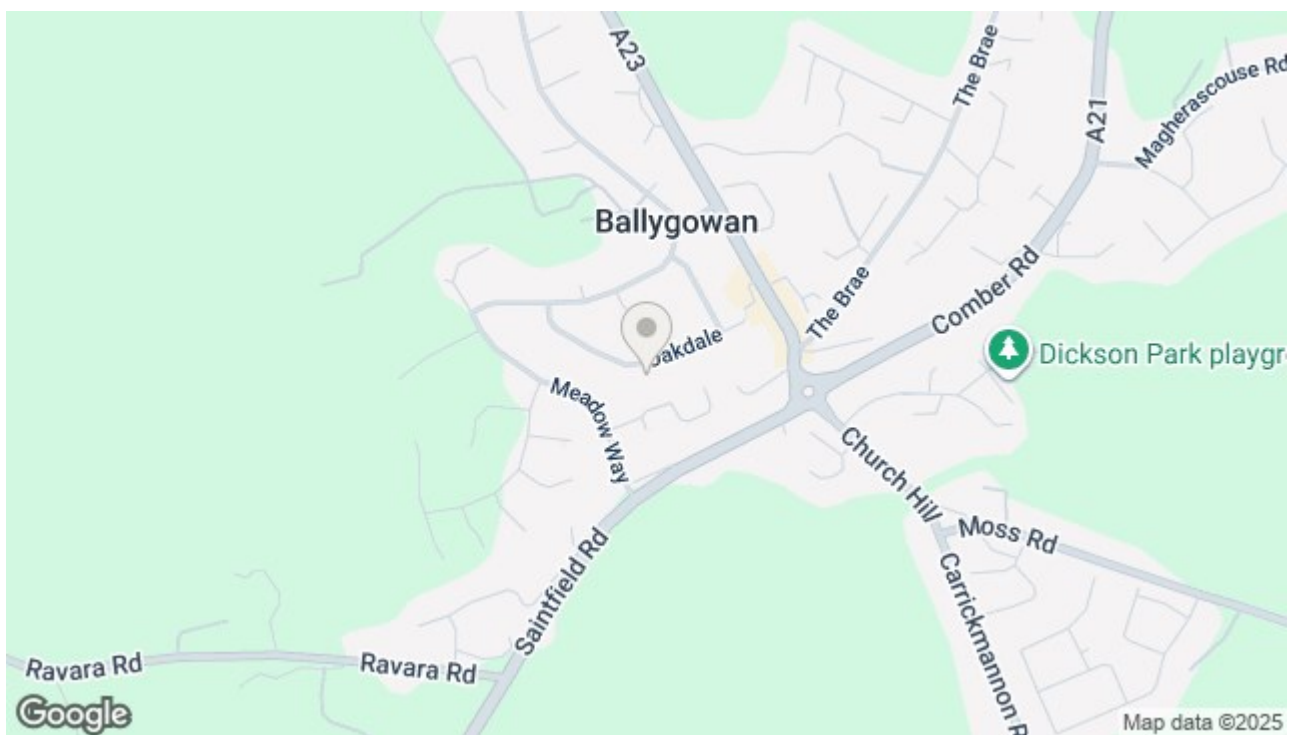 A23
The Brae
A21
Magherascouse Rd
Ballygowan
The Brae
Comber Rd
Oakdale
Dickson Park playgr
Meadow Way
Church Hill
Moss Rd
Saintfield Rd
Carrickmannon R
Ravara Rd
Ravara Rd
Google
Map data ©2025